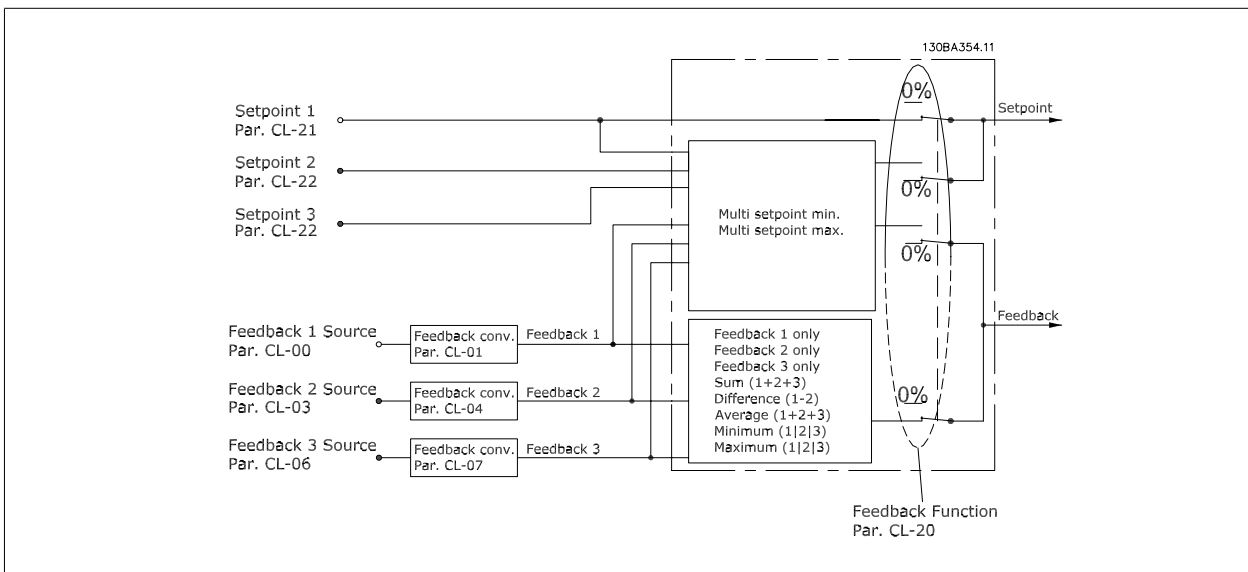 130BA354.11
0%
Setpoint 1
Par. CL-21
Setpoint
Setpoint 2
Par. CL-22
0%
Setpoint 3
Par. CL-22
Multi setpoint min.
Multi setpoint max.
0%
Feedback
Feedback 1 Source
Par. CL-00
Feedback conv.
Par. CL-01
Feedback 1
Feedback 2 Source
Par. CL-03
Feedback conv.
Par. CL-04
Feedback 2
Feedback 3 Source
Par. CL-06
Feedback conv.
Par. CL-07
Feedback 3
Feedback 1 only
Feedback 2 only
Feedback 3 only
Sum (1+2+3)
Difference (1-2)
Average (1+2+3)
Minimum (1|2|3)
Maximum (1|2|3)
0%
Feedback Function
Par. CL-20